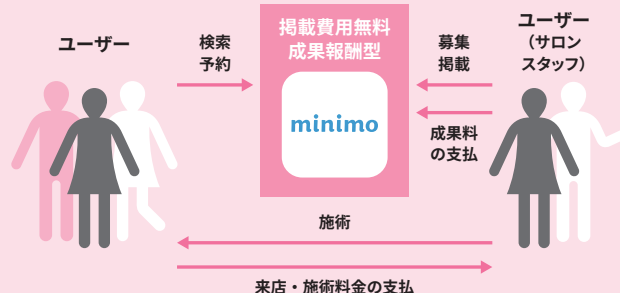 ユーザー
検索
予約
掲載費用無料
成果報酬型
minimo
募集
掲載
成果料
の支払
ユーザー
（サロン
スタッフ）
施術
来店・施術料金の支払